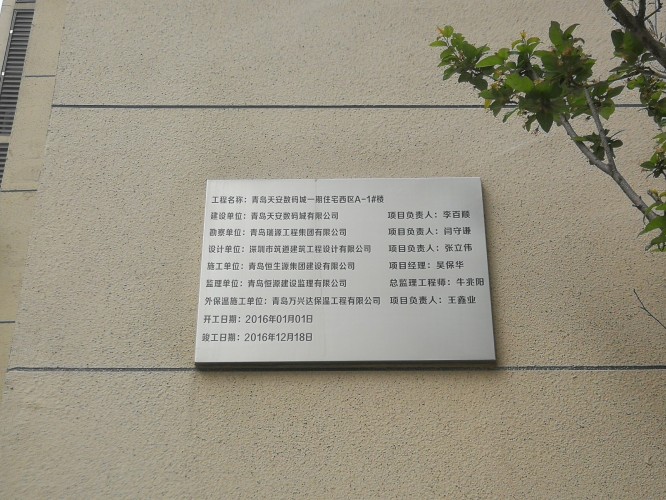 工程名称：青岛天安数码城一期住宅西区A-1#楼
建设单位：青岛天安数码城有限公司 项目负责人：李百顺
勘察单位：青岛瑞源工程集团有限公司 项目负责人：闫守谦
设计单位：深圳市筑道建筑工程设计有限公司 项目负责人：张立伟
施工单位：青岛恒生源集团建设有限公司 项目经理：吴保华
监理单位：青岛恒源建设监理有限公司 总监理工程师：牛兆阳
外保温施工单位：青岛万兴达保温工程有限公司 项目负责人：王鑫业
开工日期：2016年01月01日
竣工日期：2016年12月18日